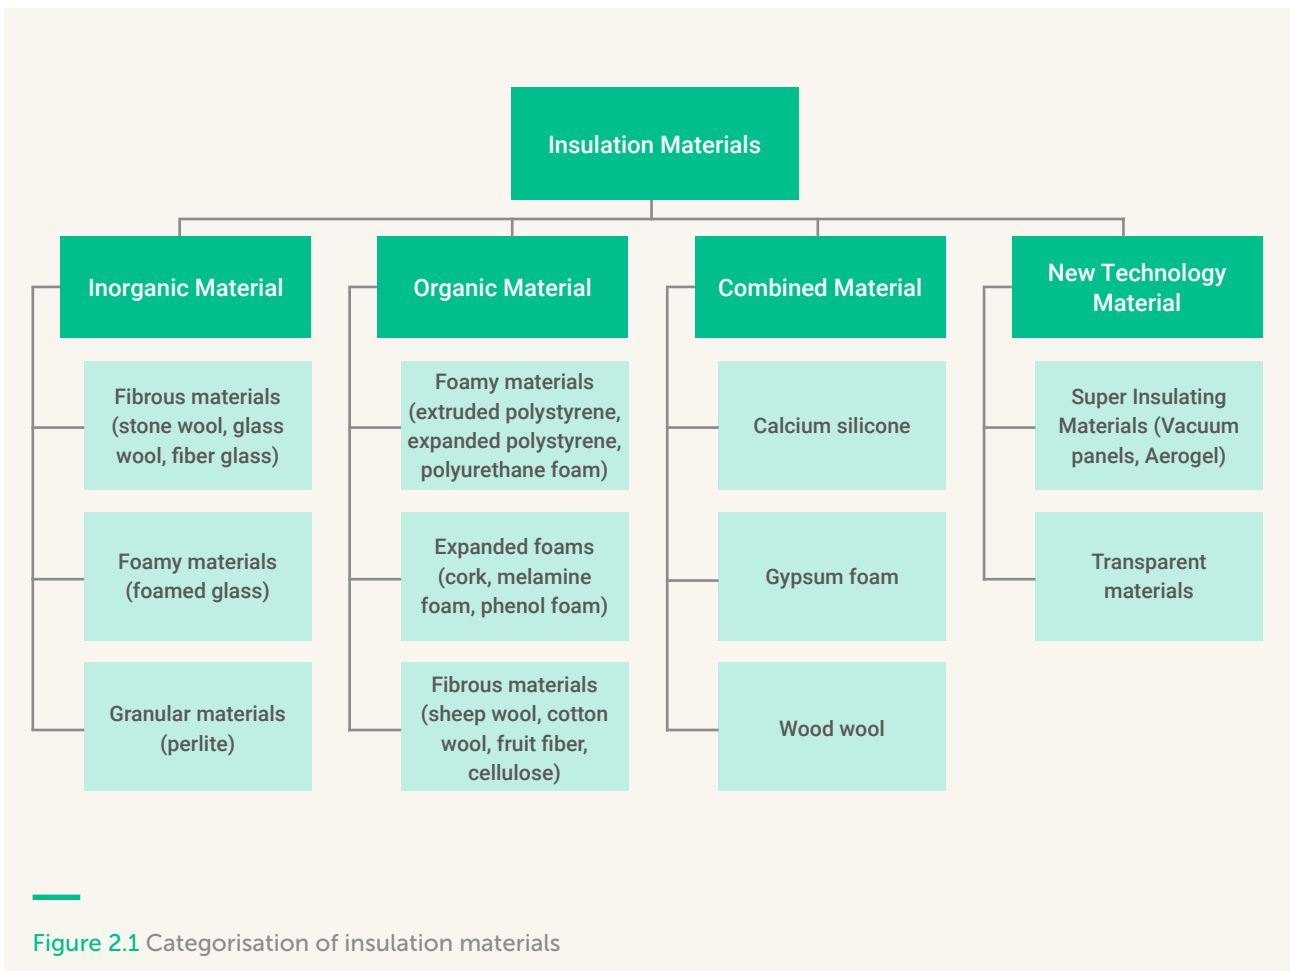 Insulation Materials
Inorganic Material
Fibrous materials
(stone wool, glass
wool, fiber glass)
Foamy materials
(foamed glass)
Granular materials
(perlite)
Organic Material
Foamy materials
(extruded polystyrene,
expanded polystyrene,
polyurethane foam)
Expanded foams
(cork, melamine
foam, phenol foam)
Fibrous materials
(sheep wool, cotton
wool, fruit fiber,
cellulose)
Combined Material
Calcium silicone
Gypsum foam
Wood wool
New Technology
Material
Super Insulating
Materials (Vacuum
panels, Aerogel)
Transparent
materials
Figure 2.1 Categorisation of insulation materials